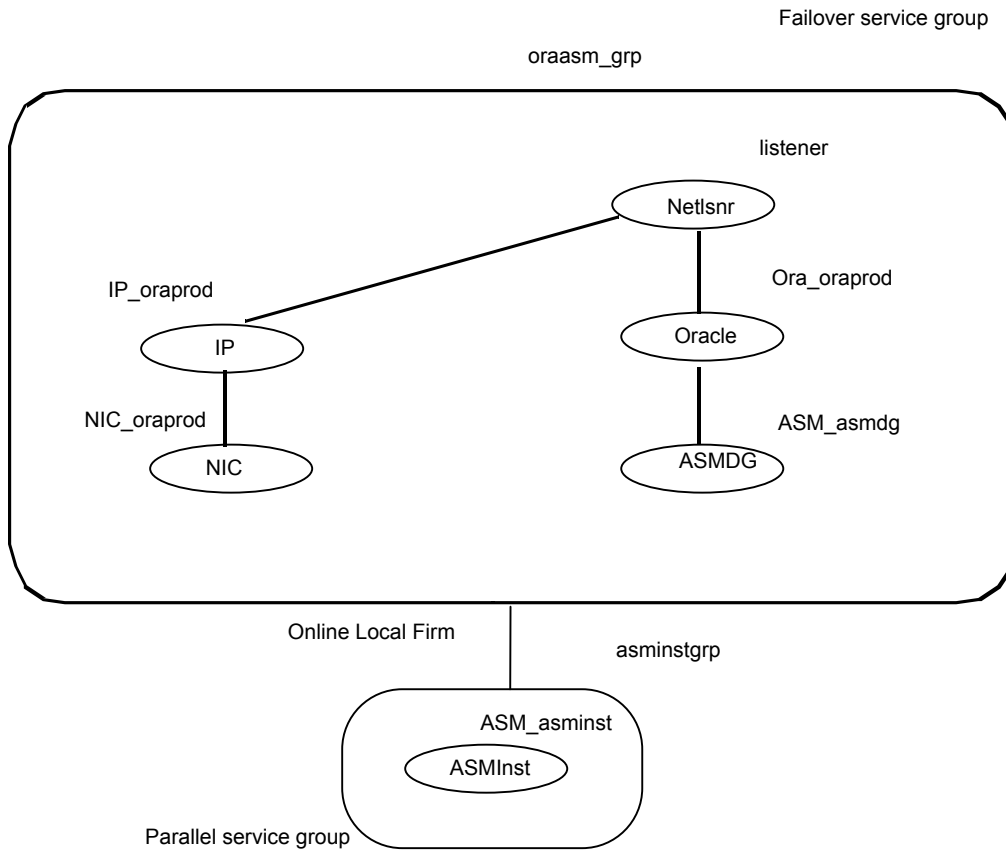 Failover service group
oraasm_grp
listener
Netlsnr
Ora_oraprod
IP_oraprod
Oracle
IP
NIC_oraprod
ASM_asmdg
ASMDG
NIC
Online Local Firm
asminstgrp
ASM_asminst
ASMInst
Parallel service group